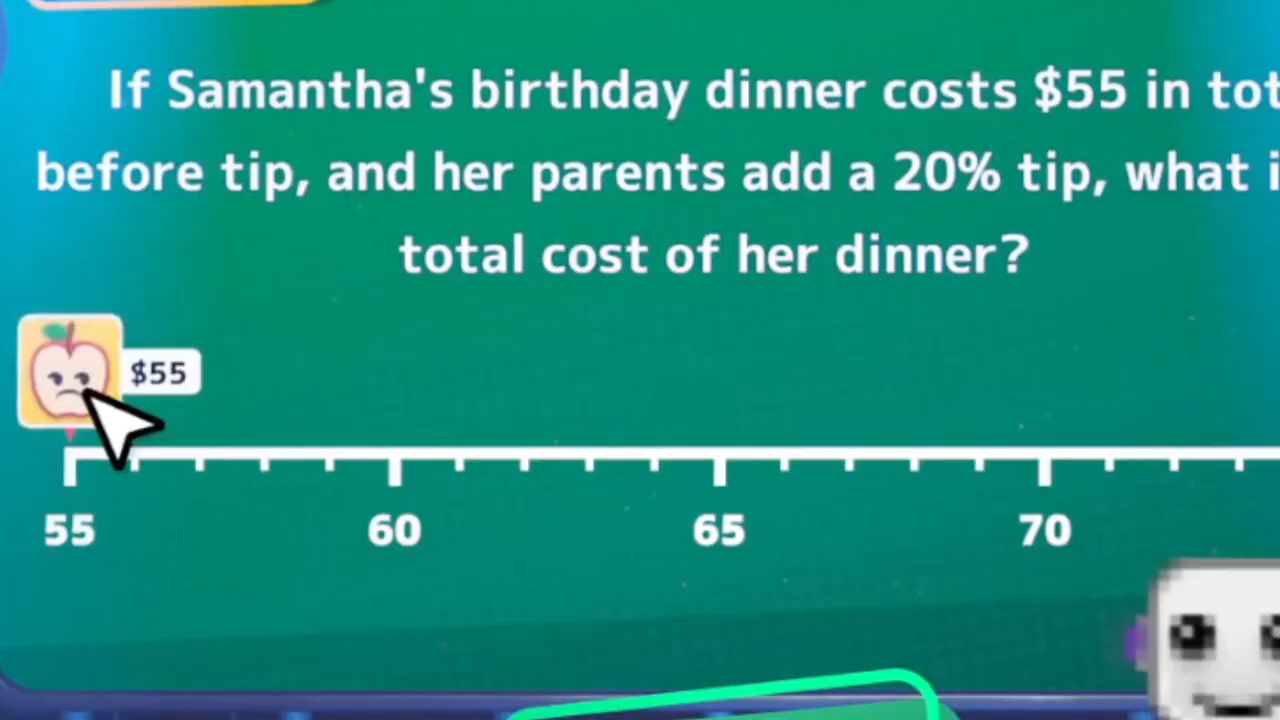 If Samantha's birthday dinner costs $55 in tot
before tip, and her parents add a 20% tip, what i
total cost of her dinner?
$55
55 60 65 70